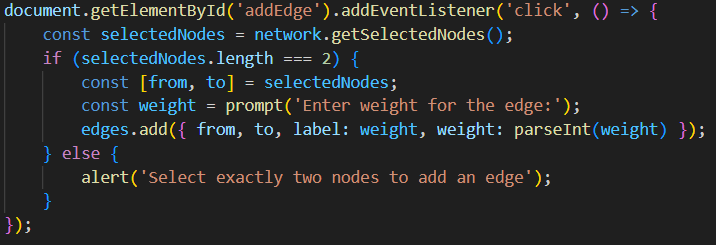 document.getElementById('addEdge').addEventListener('click', () => {
    const selectedNodes = network.getSelectedNodes();
    if (selectedNodes.length === 2) {
        const [from, to] = selectedNodes;
        const weight = prompt('Enter weight for the edge:');
        edges.add({ from, to, label: weight, weight: parseInt(weight) });
    } else {
        alert('Select exactly two nodes to add an edge');
    }
});